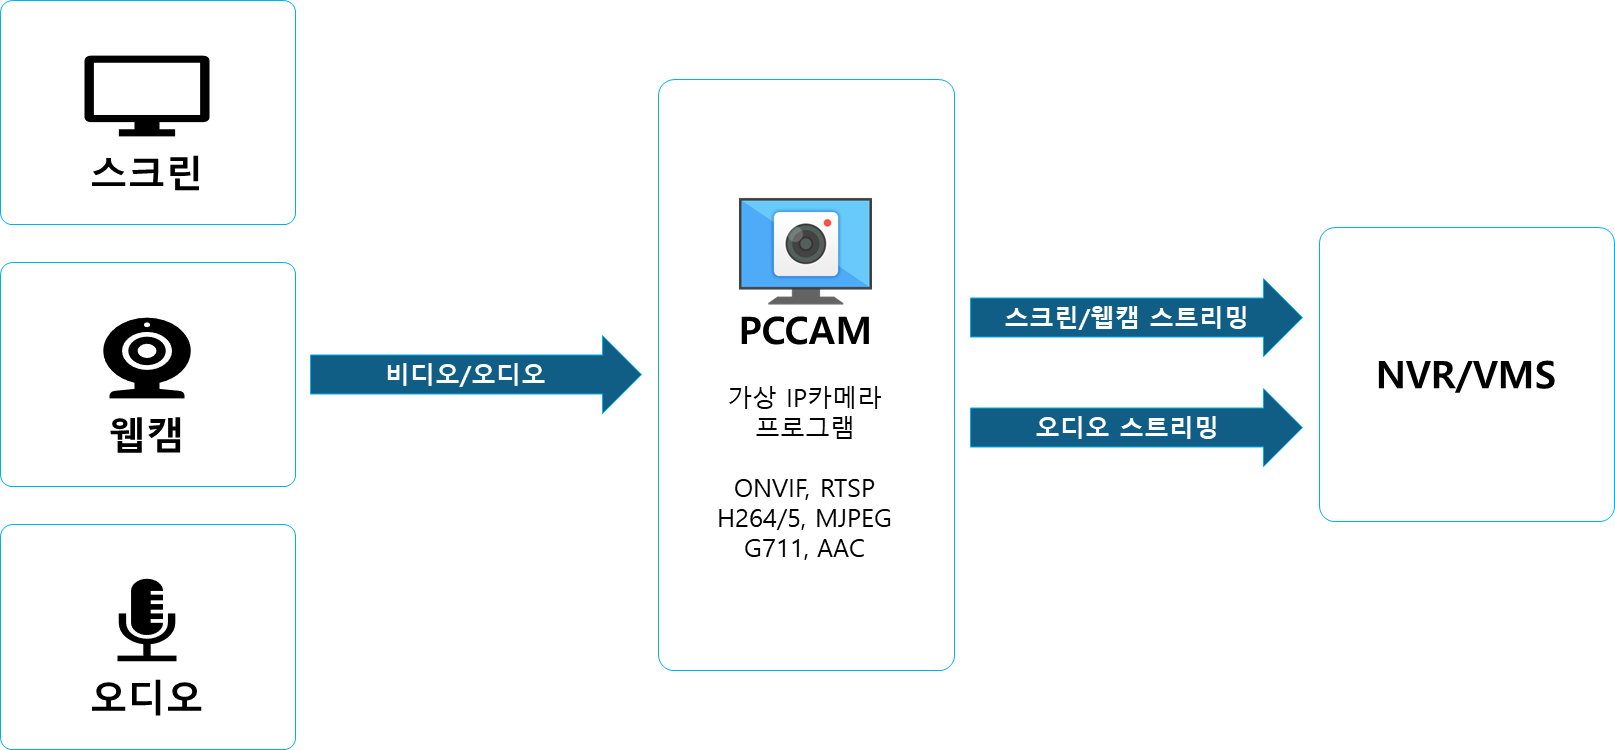 스크린
웹캠
오디오
비디오/오디오
PCCAM
가상 IP카메라
프로그램
ONVIF, RTSP
H264/5, MJPEG
G711, AAC
스크린/웹캠 스트리밍
오디오 스트리밍
NVR/VMS